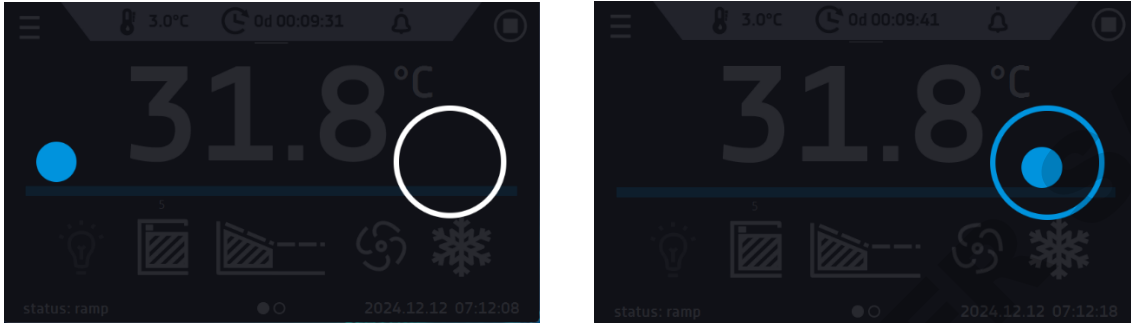 3.0°C 0d 00:09:31
31.8°C
5
status: ramp 2024.12.12 07:12:08
3.0°C 0d 00:09:41
31.8°C
5
status: ramp 2024.12.12 07:12:18